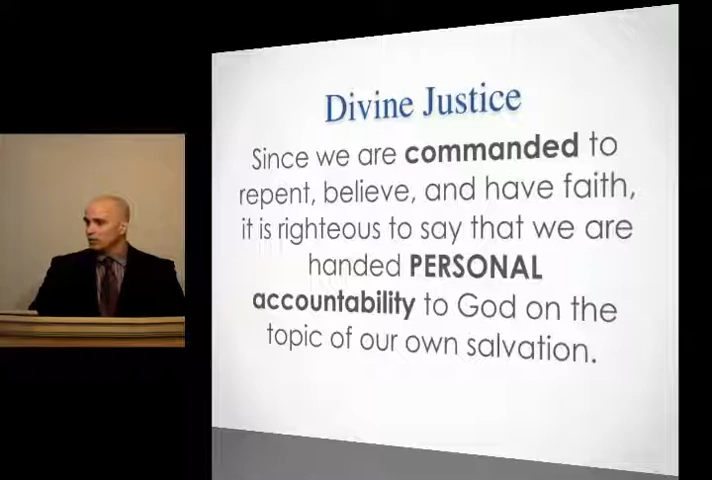 Divine Justice
Since we are commanded to
repent, believe, and have faith,
it is righteous to say that we are
handed PERSONAL
accountability to God on the
topic of our own salvation.